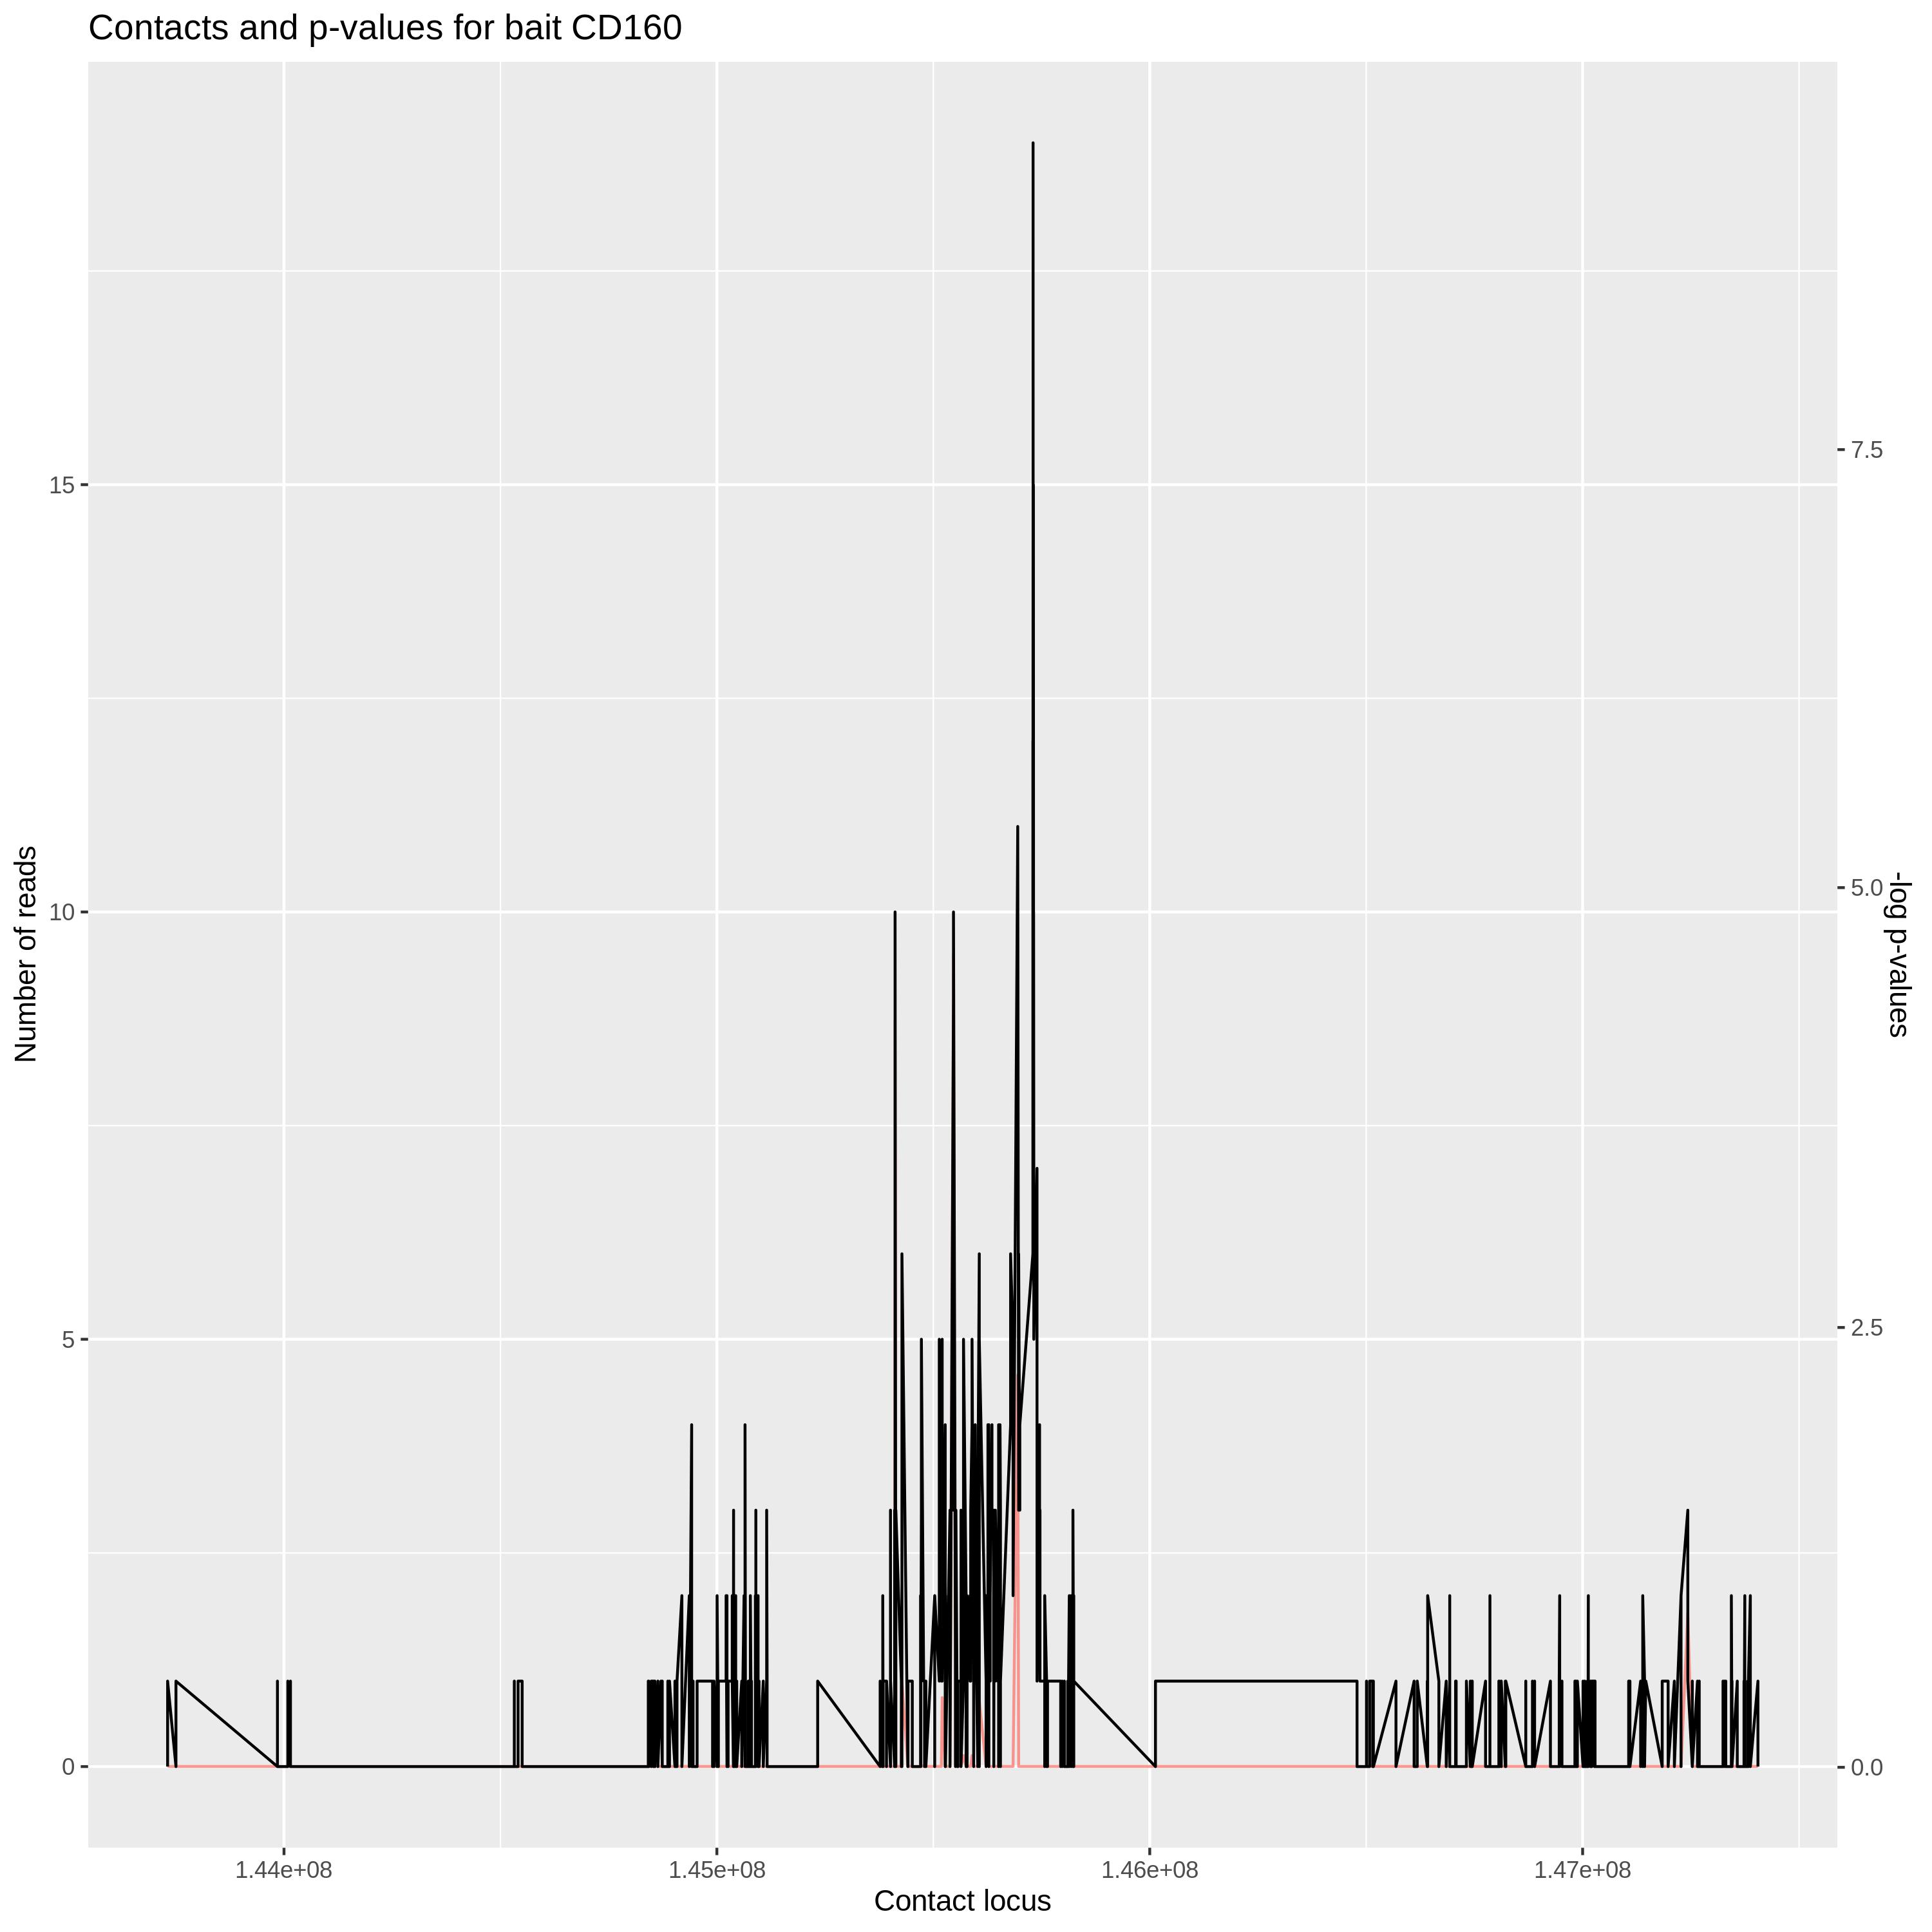 Contacts and p-values for bait CD160
Number of reads
15
10
5
0
7.5
5.0
2.5
0.0
-log p-values
1.44e+08
1.45e+08
1.46e+08
1.47e+08
Contact locus